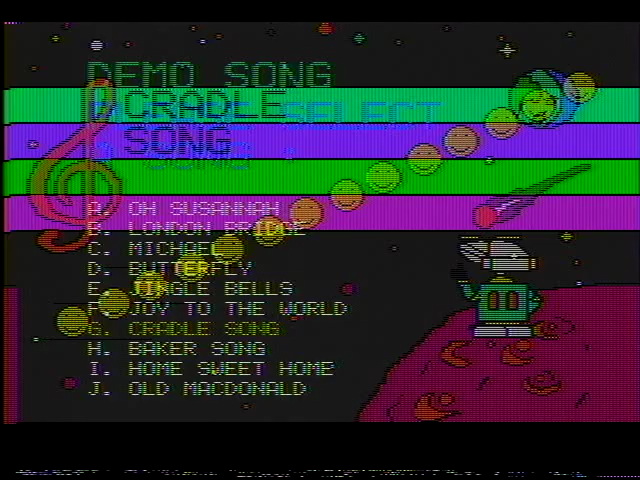 DEMO SONG
CRADLE
SELECT
SONG
A. OH SUSANNAH
B. LONDON BRIDGE
C. MICHAEL
D. BUTTERFLY
E. JINGLE BELLS
F. JOY TO THE WORLD
G. CRADLE SONG
H. BAKER SONG
I. HOME SWEET HOME
J. OLD MACDONALD